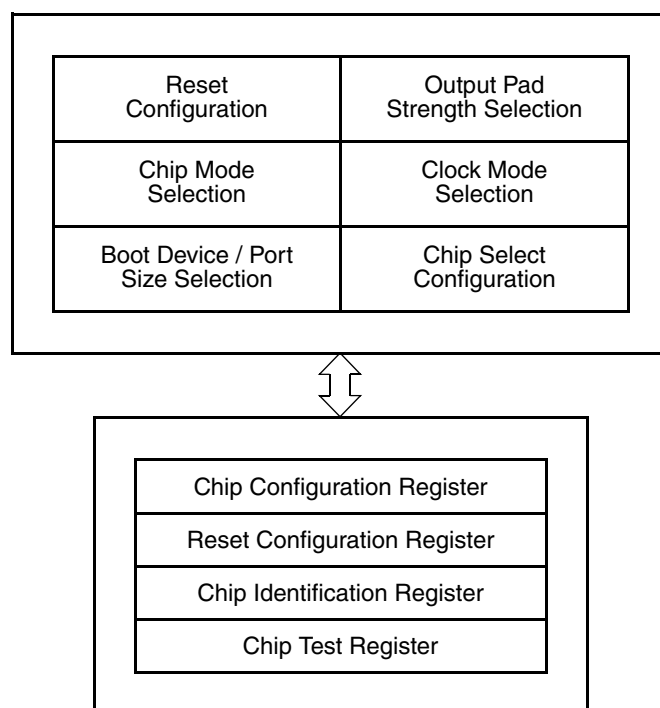 Reset
Configuration
Output Pad
Strength Selection
Chip Mode
Selection
Clock Mode
Selection
Boot Device / Port
Size Selection
Chip Select
Configuration
Chip Configuration Register
Reset Configuration Register
Chip Identification Register
Chip Test Register